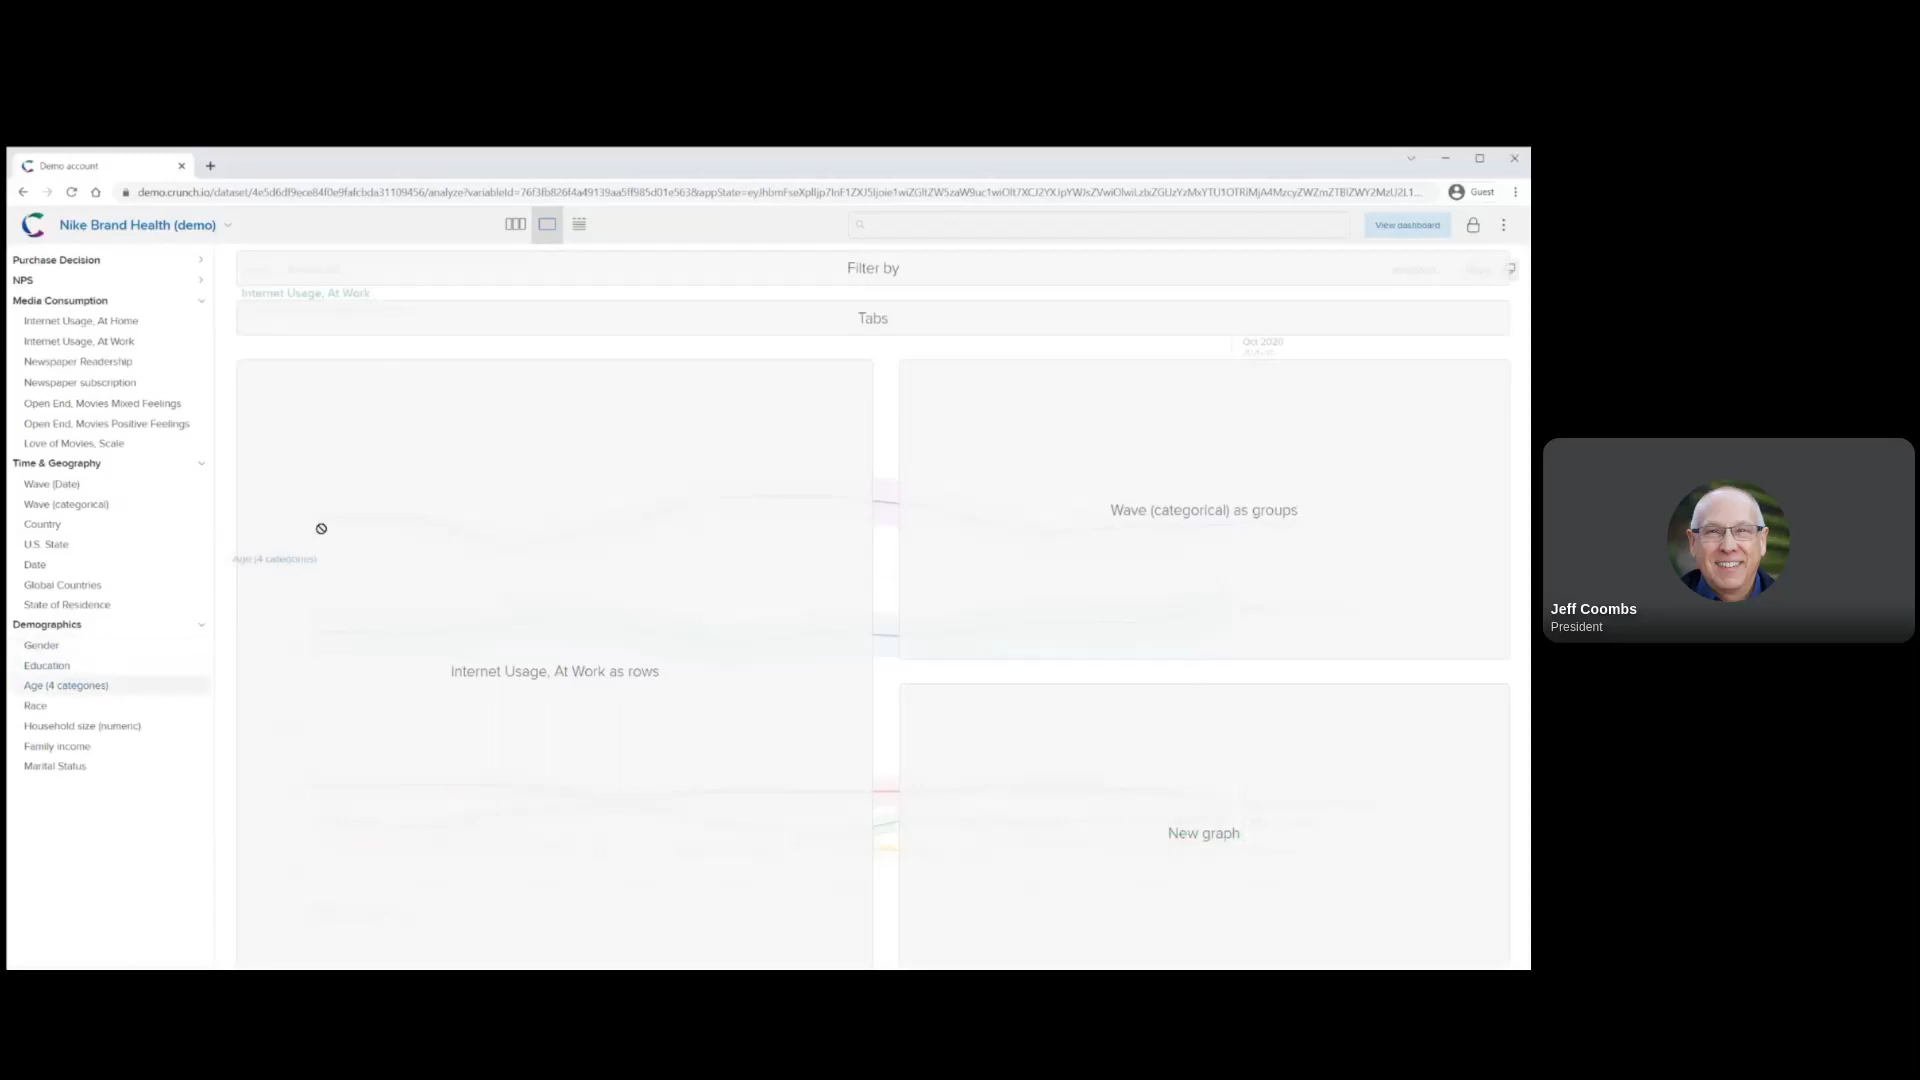 Demo account
Guest
Nike Brand Health (demo)
View dashboard
Purchase Decision
NPS
Media Consumption
Internet Usage, At Home
Internet Usage, At Work
Newspaper Readership
Newspaper subscription
Open End, Movies Mixed Feelings
Open End, Movies Positive Feelings
Love of Movies, Scale
Time & Geography
Wave (Date)
Wave (categorical)
Country
U.S. State
Date
Global Countries
State of Residence
Demographics
Gender
Education
Age (4 categories)
Race
Household size (numeric)
Family income
Marital Status
Filter by
Internet Usage, At Work
Tabs
Oct 2020
Age (4 categories)
Internet Usage, At Work as rows
Wave (categorical) as groups
New graph
Jeff Coombs
President